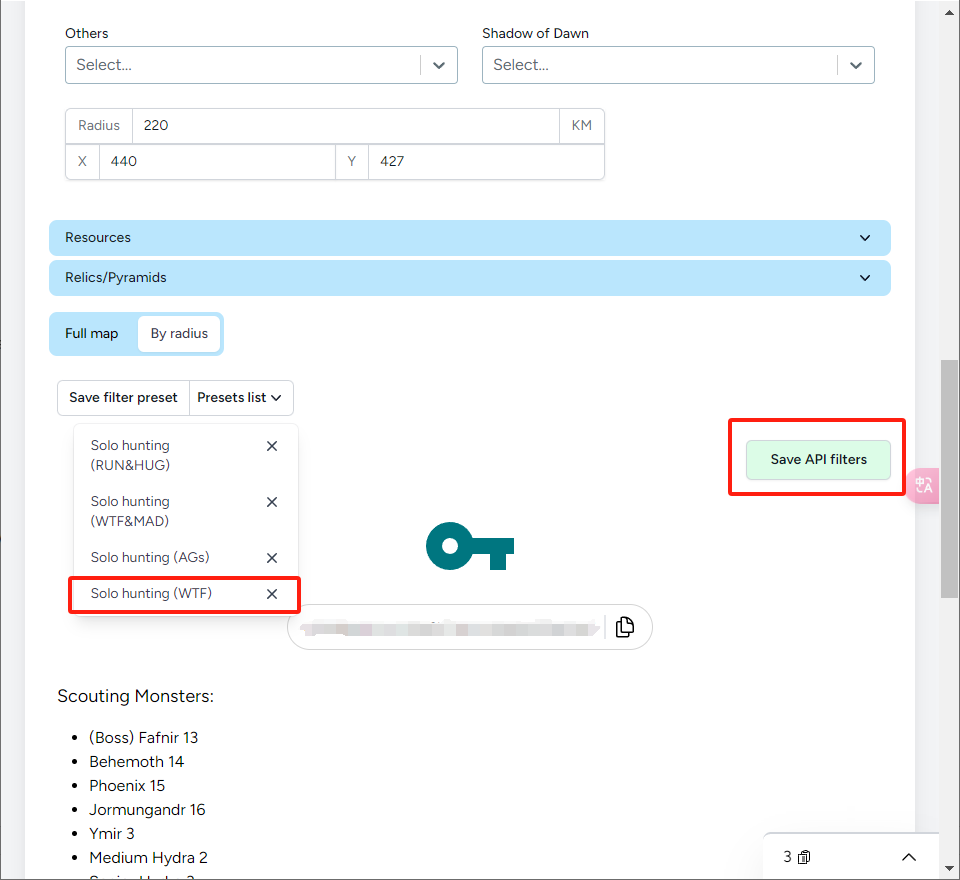 Others
Shadow of Dawn
Select...
Select...
Radius 220 KM
X 440 Y 427
Resources
Relics/Pyramids
Full map By radius
Save filter preset Presets list
Solo hunting
(RUN&HUG)
Solo hunting
(WTF&MAD)
Solo hunting (AGs)
Solo hunting (WTF)
Save API filters
中A
Scouting Monsters:
• (Boss) Fafnir 13
• Behemoth 14
• Phoenix 15
• Jormungandr 16
• Ymir 3
• Medium Hydra 2
3